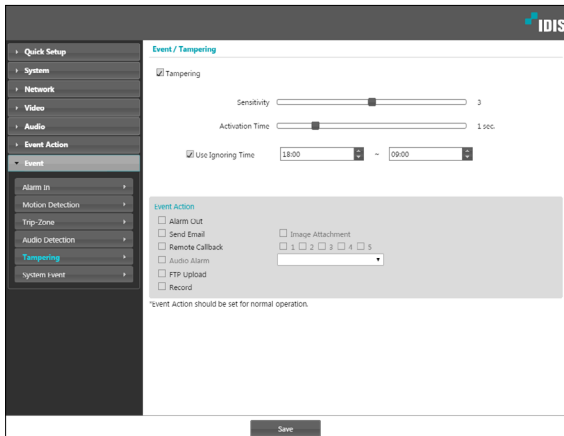 IDIS
Quick Setup
System
Network
Video
Audio
Event Action
Event
Alarm In
Motion Detection
Trip-Zone
Audio Detection
Tampering
System Event
Event / Tampering
Tampering
Sensitivity 3
Activation Time 1 sec.
Use Ignoring Time 18:00 ~ 09:00
Event Action
Alarm Out
Send Email Image Attachment
Remote Callback 1 2 3 4 5
Audio Alarm
FTP Upload
Record
*Event Action should be set for normal operation.
Save